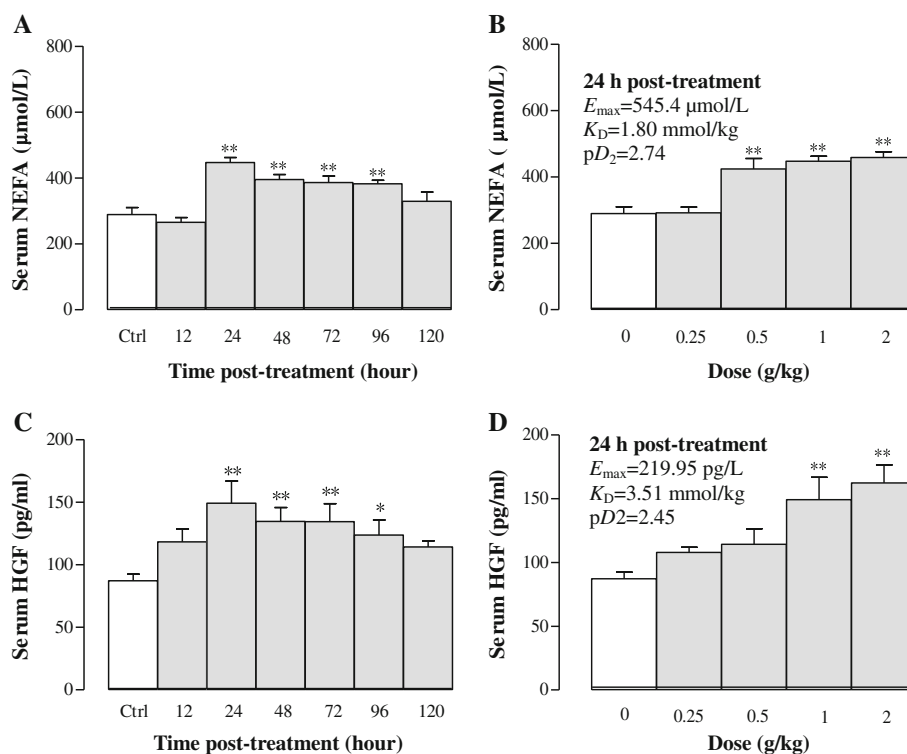 A
Serum NEFA (μmol/L)
800
600
400
200
0
** ** ** **
Ctrl 12 24 48 72 96 120
Time post-treatment (hour)
B
Serum NEFA ( μmol/L)
800
600
400
200
0
24 h post-treatment
Emax=545.4 μmol/L
KD=1.80 mmol/kg
pD2=2.74
** ** **
0 0.25 0.5 1 2
Dose (g/kg)
C
Serum HGF (pg/ml)
200
150
100
50
0
** ** ** *
Ctrl 12 24 48 72 96 120
Time post-treatment (hour)
D
Serum HGF (pg/ml)
200
150
100
50
0
24 h post-treatment
Emax=219.95 pg/L
KD=3.51 mmol/kg
pD2=2.45
** **
0 0.25 0.5 1 2
Dose (g/kg)